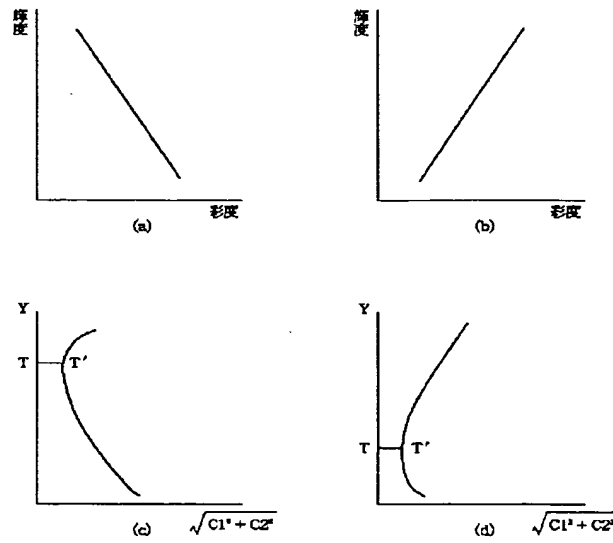 輝度
彩度
(a)
輝度
彩度
(b)
Y
T
T'
√C1²+C2²
(c)
Y
T
T'
√C1²+C2²
(d)